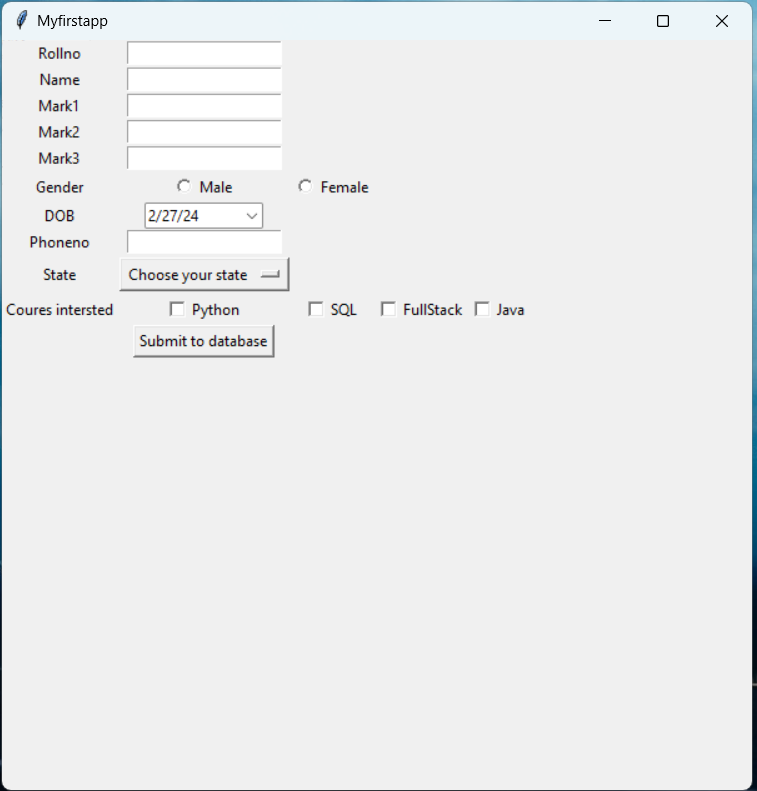 Myfirstapp
Rollno
Name
Mark1
Mark2
Mark3
Gender Male Female
DOB 2/27/24
Phoneno
State Choose your state
Coures intersted Python SQL FullStack Java
Submit to database